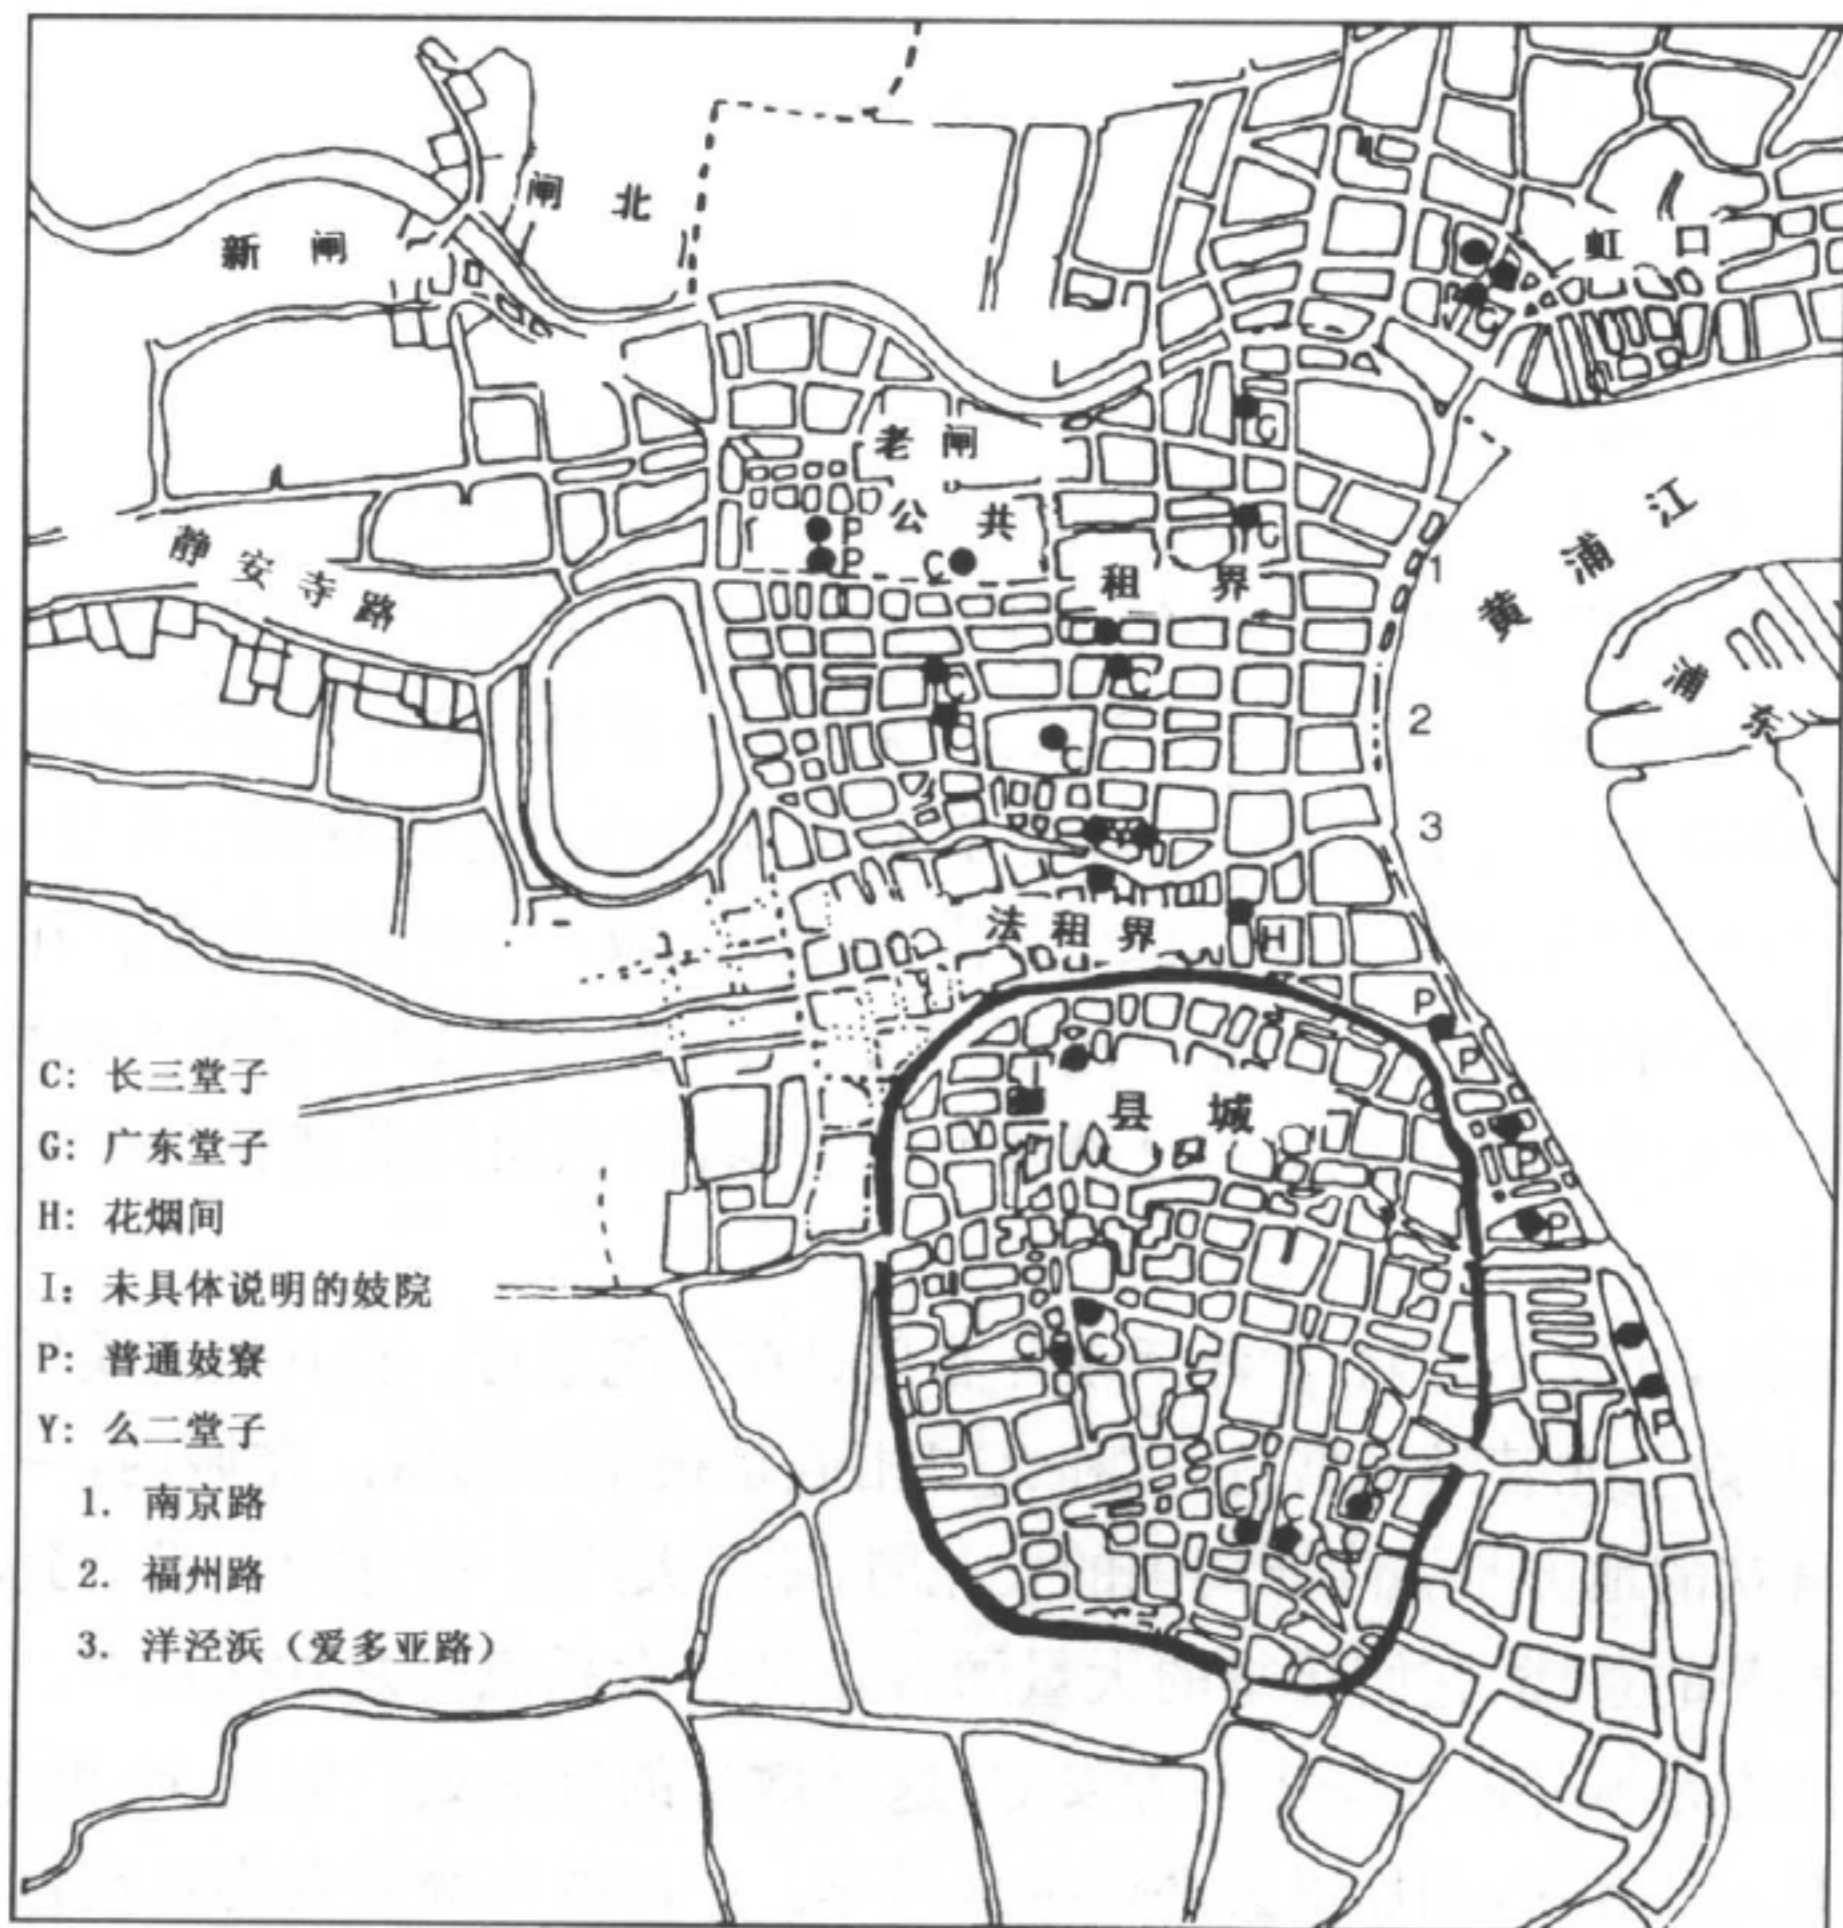 闸 北
新 闸
虹 口
G
C
老 闸
江
浦
黄
公 共
P
C
P
C
静安寺路
租 界
1
C
C
浦东
2
C
C
3
Y
法租界
H
P
P
C: 长三堂子
I
县 城
G: 广东堂子
P
H: 花烟间
P
I: 未具体说明的妓院
C C
P: 普通妓寮
P
Y: 么二堂子
C C
1. 南京路
C
2. 福州路
3. 洋泾浜（爱多亚路）